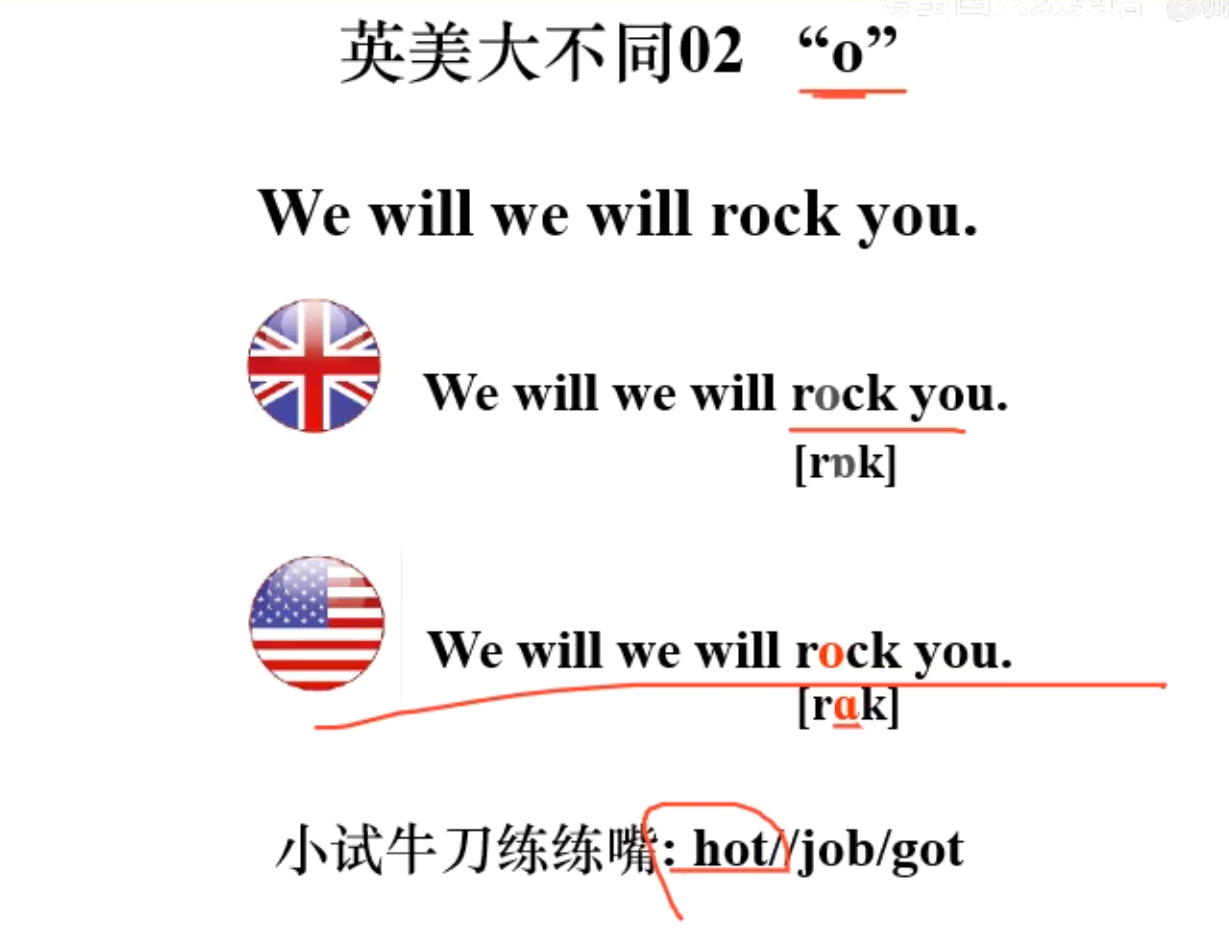 英美大不同02 “o”
We will we will rock you.
We will we will rock you.
[rɒk]
We will we will rock you.
[rɑk]
小试牛刀练练嘴: hot//job/got